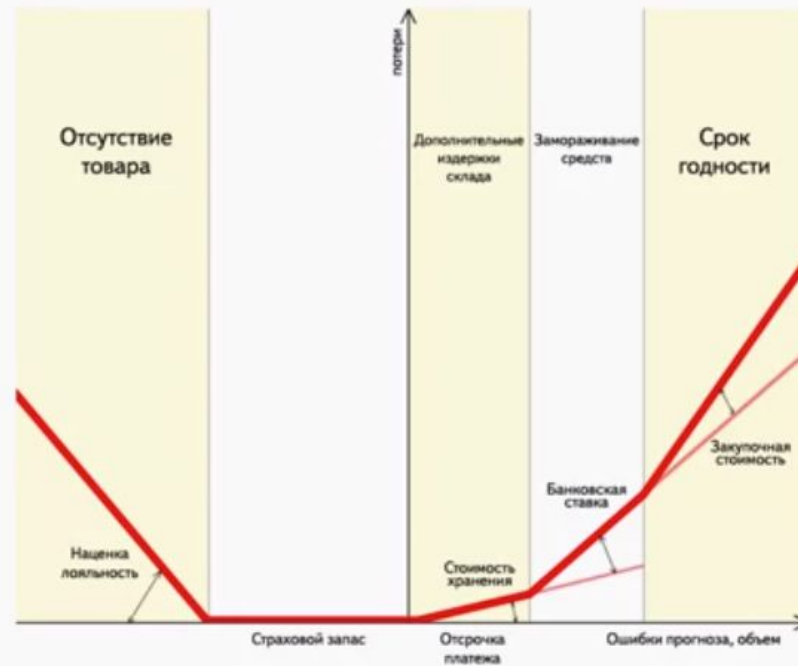 потери
Отсутствие
товара
Дополнительные
издержки
склада
Замораживание
средств
Срок
годности
Закупочная
стоимость
Банковская
ставка
Наценка
лояльность
Стоимость
хранения
Страховой запас
Отсрочка
платежа
Ошибки прогноза, объем